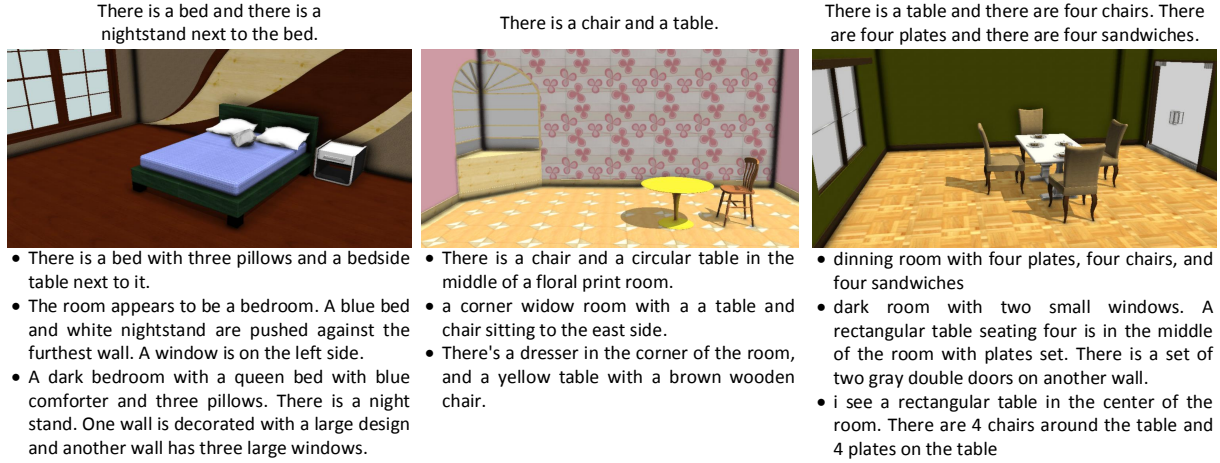 There is a bed and there is a
nightstand next to the bed.
• There is a bed with three pillows and a bedside
table next to it.
• The room appears to be a bedroom. A blue bed
and white nightstand are pushed against the
furthest wall. A window is on the left side.
• A dark bedroom with a queen bed with blue
comforter and three pillows. There is a night
stand. One wall is decorated with a large design
and another wall has three large windows.
There is a chair and a table.
• There is a chair and a circular table in the
middle of a floral print room.
• a corner widow room with a a table and
chair sitting to the east side.
• There's a dresser in the corner of the room,
and a yellow table with a brown wooden
chair.
There is a table and there are four chairs. There
are four plates and there are four sandwiches.
• dinning room with four plates, four chairs, and
four sandwiches
• dark room with two small windows. A
rectangular table seating four is in the middle
of the room with plates set. There is a set of
two gray double doors on another wall.
• i see a rectangular table in the center of the
room. There are 4 chairs around the table and
4 plates on the table